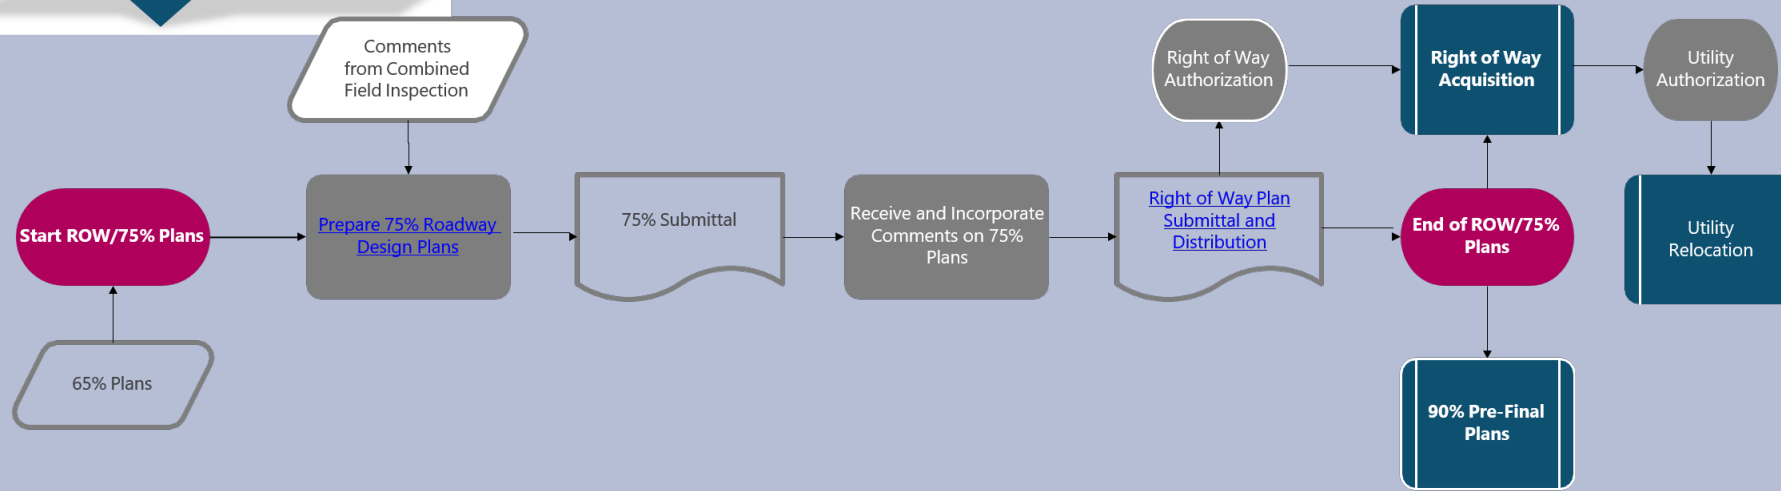 Comments
from Combined
Field Inspection
Right of Way
Authorization
Right of Way
Acquisition
Utility
Authorization
Start ROW/75% Plans
Prepare 75% Roadway
Design Plans
75% Submittal
Receive and Incorporate
Comments on 75%
Plans
Right of Way Plan
Submittal and
Distribution
End of ROW/75%
Plans
Utility
Relocation
65% Plans
90% Pre-Final
Plans